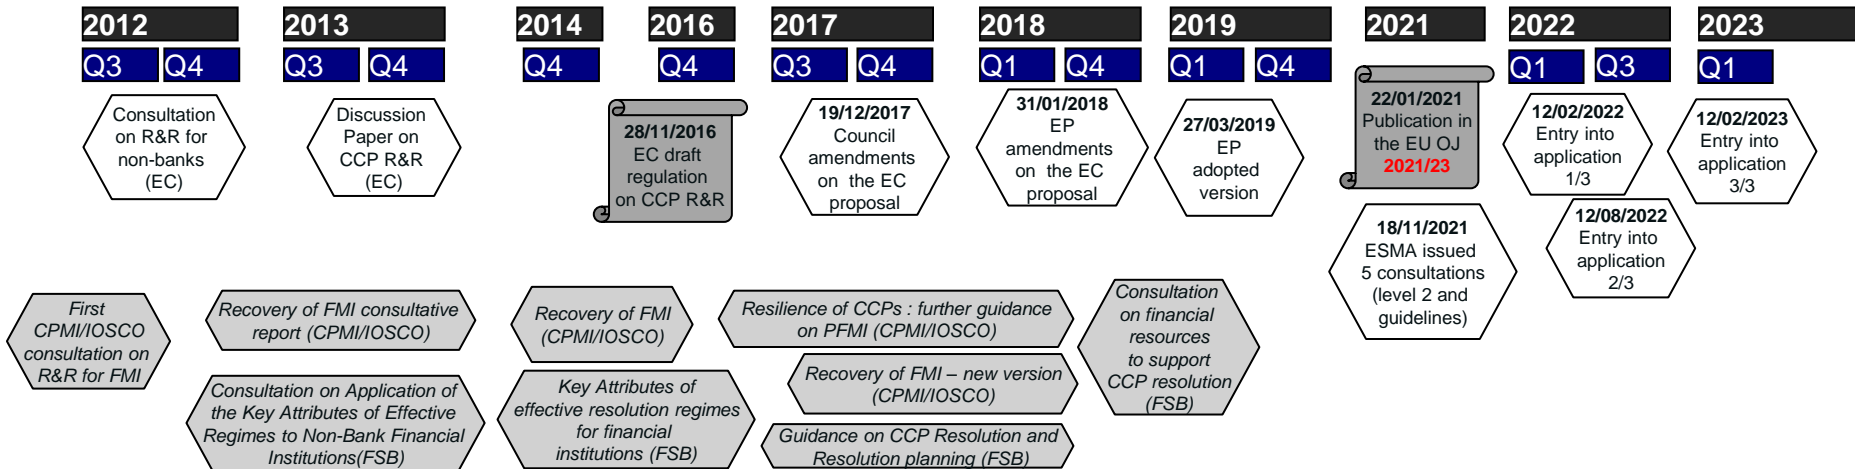 2012
2013
2014
2016
2017
2018
2019
2021
2022
2023
Q3
Q4
Q3
Q4
Q4
Q4
Q3
Q4
Q1
Q4
Q1
Q4
Q1
Q3
Q1
Consultation
on R&R for
non-banks
(EC)
Discussion
Paper on
CCP R&R
(EC)
28/11/2016
EC draft
regulation
on CCP R&R
19/12/2017
Council
amendments
on the EC
proposal
31/01/2018
EP
amendments
on the EC
proposal
27/03/2019
EP
adopted
version
22/01/2021
Publication in
the EU OJ
2021/23
12/02/2022
Entry into
application
1/3
12/02/2023
Entry into
application
3/3
18/11/2021
ESMA issued
5 consultations
(level 2 and
guidelines)
12/08/2022
Entry into
application
2/3
First
CPMI/IOSCO
consultation on
R&R for FMI
Recovery of FMI consultative
report (CPMI/IOSCO)
Recovery of FMI
(CPMI/IOSCO)
Resilience of CCPs : further guidance
on PFMI (CPMI/IOSCO)
Consultation
on financial
resources
to support
CCP resolution
(FSB)
Consultation on Application of
the Key Attributes of Effective
Regimes to Non-Bank Financial
Institutions(FSB)
Key Attributes of
effective resolution regimes
for financial
institutions (FSB)
Recovery of FMI – new version
(CPMI/IOSCO)
Guidance on CCP Resolution and
Resolution planning (FSB)